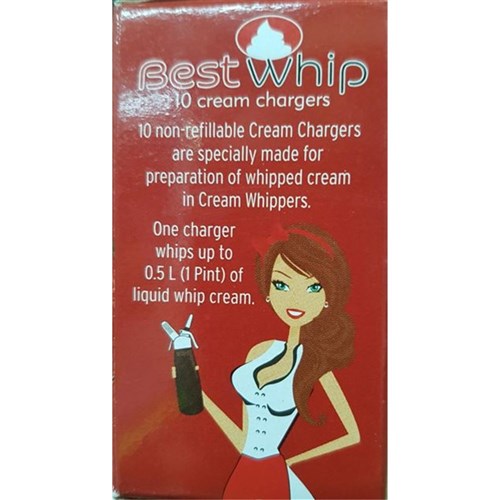 Best Whip
10 cream chargers
10 non-refillable Cream Chargers
are specially made for
preparation of whipped cream
in Cream Whippers.
One charger
whips up to
0.5 L (1 Pint) of
liquid whip cream.